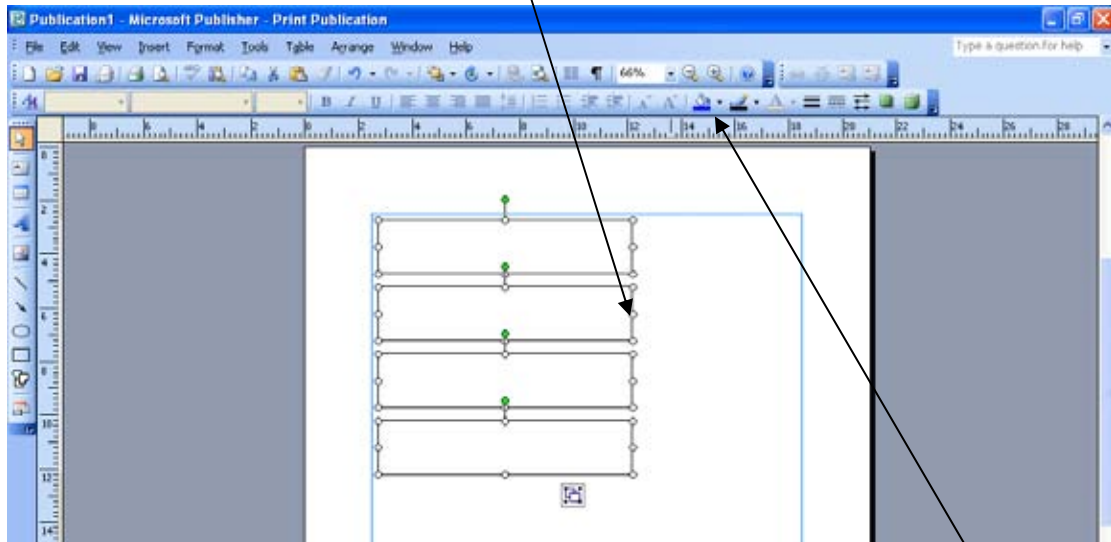 Publication1 - Microsoft Publisher - Print Publication
File Edit View Insert Format Tools Table Arrange Window Help
Type a question for help
66%
B I U